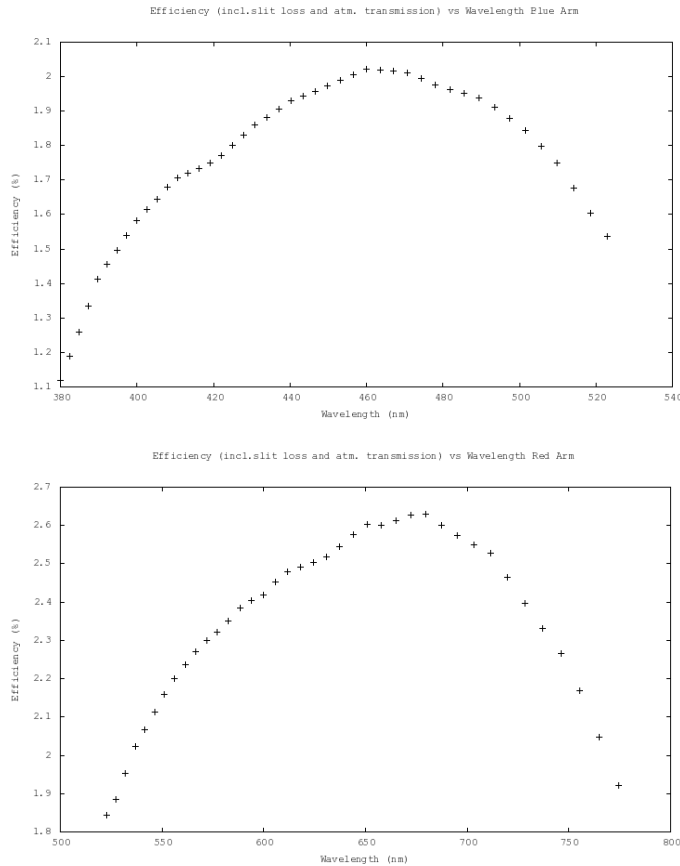 Efficiency (incl.slit loss and atm. transmission) vs Wavelength Blue Arm
2.1
2
1.9
1.8
1.7
1.6
1.5
1.4
1.3
1.2
1.1
Efficiency (%)
380 400 420 440 460 480 500 520 540
Wavelength (nm)
Efficiency (incl.slit loss and atm. transmission) vs Wavelength Red Arm
2.7
2.6
2.5
2.4
2.3
2.2
2.1
2
1.9
1.8
Efficiency (%)
500 550 600 650 700 750 800
Wavelength (nm)